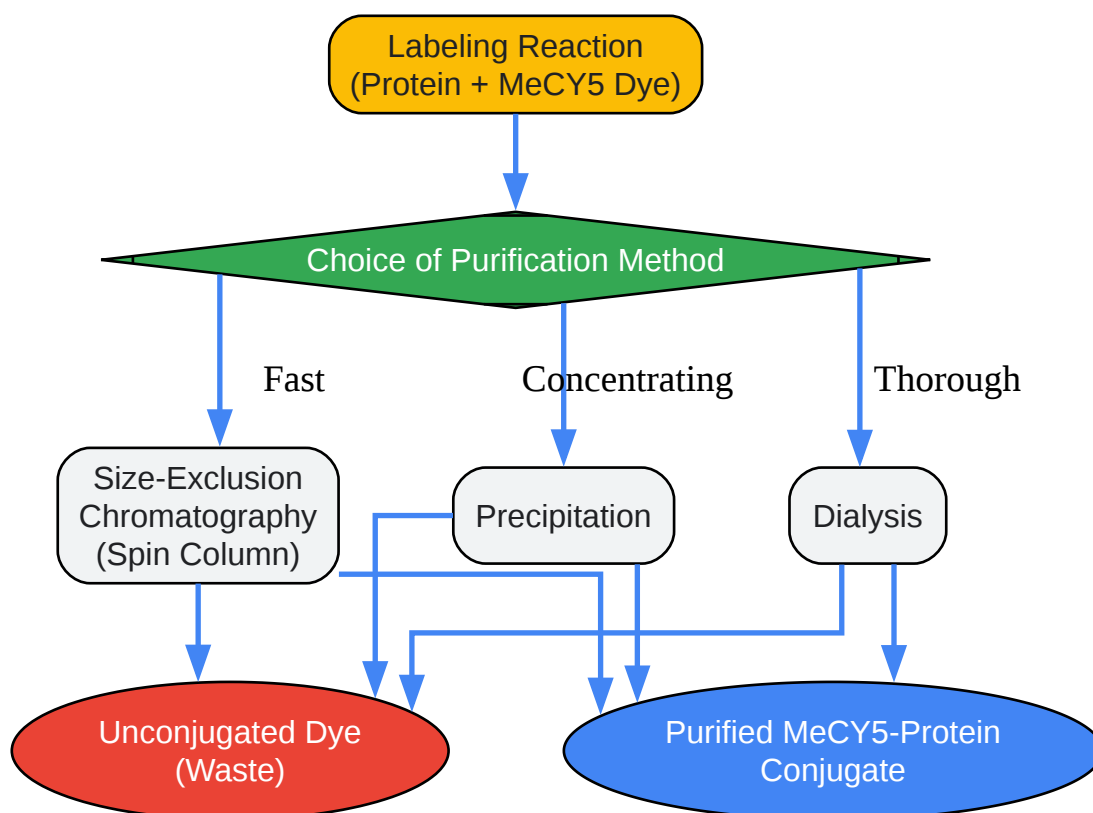 Labeling Reaction
(Protein + MeCY5 Dye)
Choice of Purification Method
Fast
Concentrating
Thorough
Size-Exclusion
Chromatography
(Spin Column)
Precipitation
Dialysis
Unconjugated Dye
(Waste)
Purified MeCY5-Protein
Conjugate